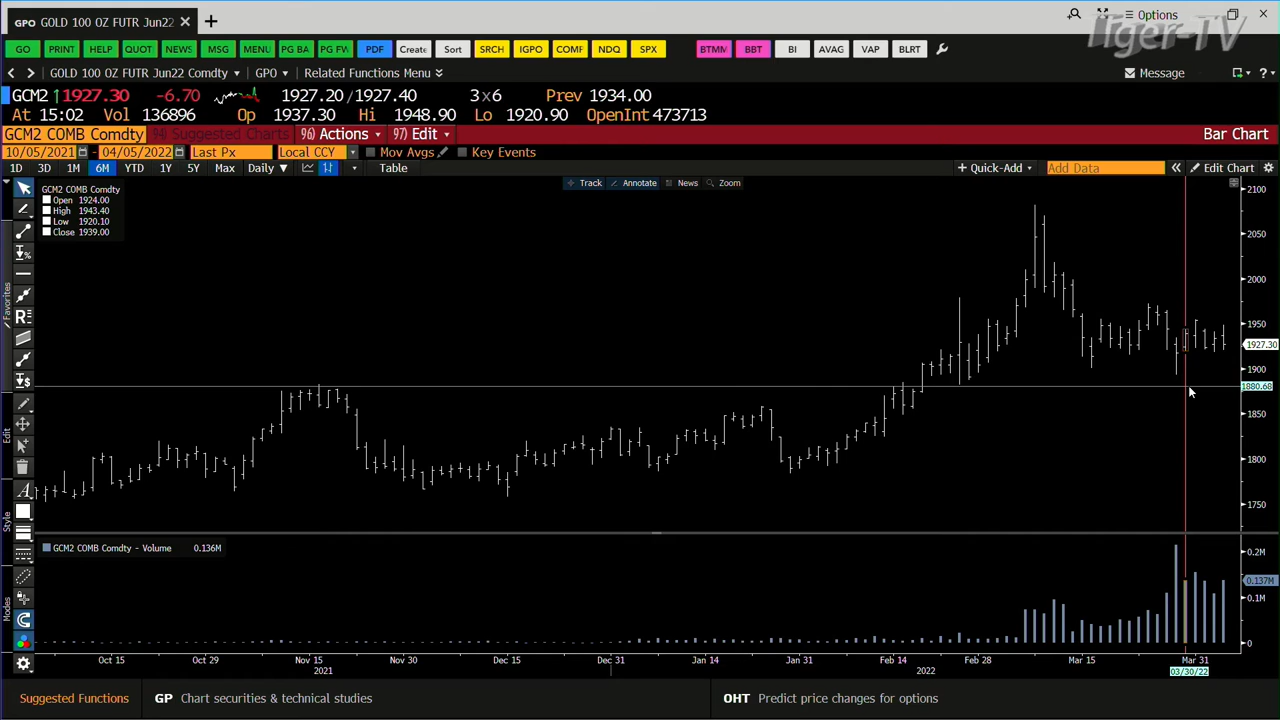 GPO GOLD 100 OZ FUTR Jun22 × +
Options
Tiger-TV
GO PRINT HELP QUOT NEWS MSG MENU PG BA PG FW PDF Create Sort SRCH IGPO COMF NDQ SPX BTMM BBT BI AVAG VAP BLRT
GOLD 100 OZ FUTR Jun22 Comdty GPO Related Functions Menu Message ?
GCM2 ↑1927.30 -6.70 1927.20/1927.40 3×6 Prev 1934.00
At 15:02 Vol 136896 Op 1937.30 Hi 1948.90 Lo 1920.90 OpenInt 473713
GCM2 COMB Comdty 94) Suggested Charts 96) Actions 97) Edit Bar Chart
10/05/2021 - 04/05/2022 Last Px Local CCY Mov Avgs Key Events
1D 3D 1M 6M YTD 1Y 5Y Max Daily Table + Quick-Add Add Data Edit Chart
Track Annotate News Zoom
GCM2 COMB Comdty
Open 1924.00
High 1943.40
Low 1920.10
Close 1939.00
2100
2050
2000
1950
1927.30
1900
1880.68
1850
1800
1750
Favorites
Edit
Style
Modes
GCM2 COMB Comdty - Volume 0.136M
0.2M
0.137M
0.1M
0
Oct 15 Oct 29 Nov 15 Nov 30 Dec 15 Dec 31 Jan 14 Jan 31 Feb 14 Feb 28 Mar 15 Mar 31
2021 2022 03/30/22
Suggested Functions GP Chart securities & technical studies OHT Predict price changes for options